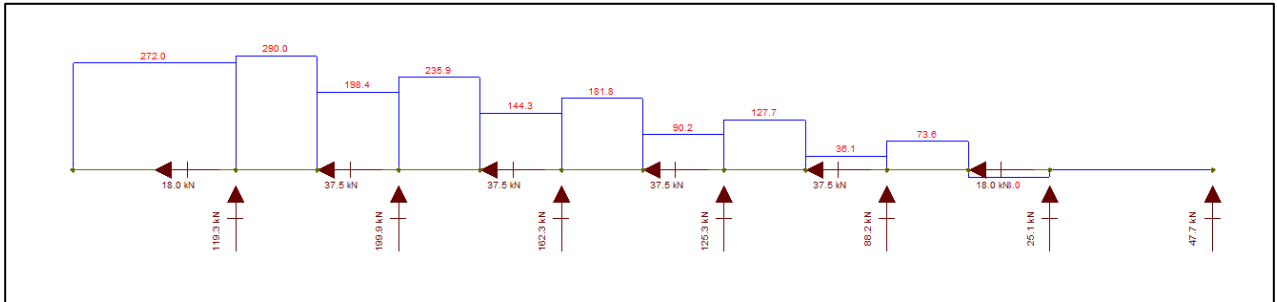 272.0
290.0
198.4
235.9
144.3
181.8
90.2
127.7
36.1
73.6
18.0 kN
37.5 kN
37.5 kN
37.5 kN
37.5 kN
18.0 kN
119.3 kN
199.9 kN
162.3 kN
125.3 kN
88.2 kN
25.1 kN
47.7 kN